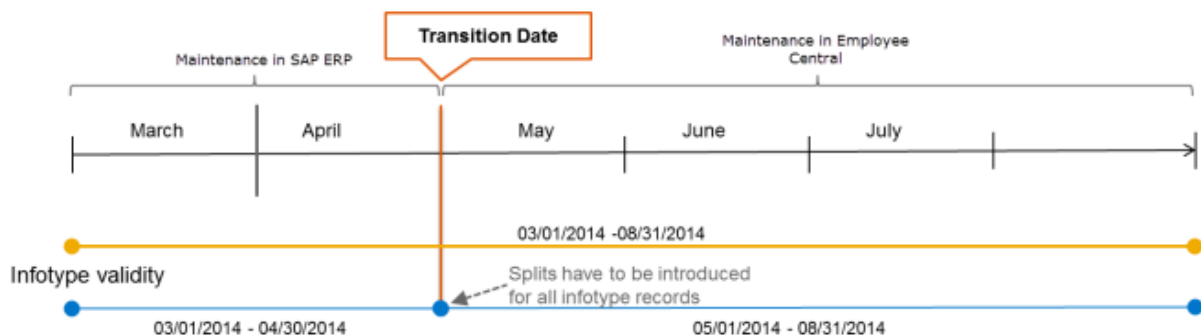 Transition Date
Maintenance in SAP ERP
Maintenance in Employee
Central
March
April
May
June
July
03/01/2014 -08/31/2014
Infotype validity
Splits have to be introduced
for all infotype records
03/01/2014 - 04/30/2014
05/01/2014 - 08/31/2014